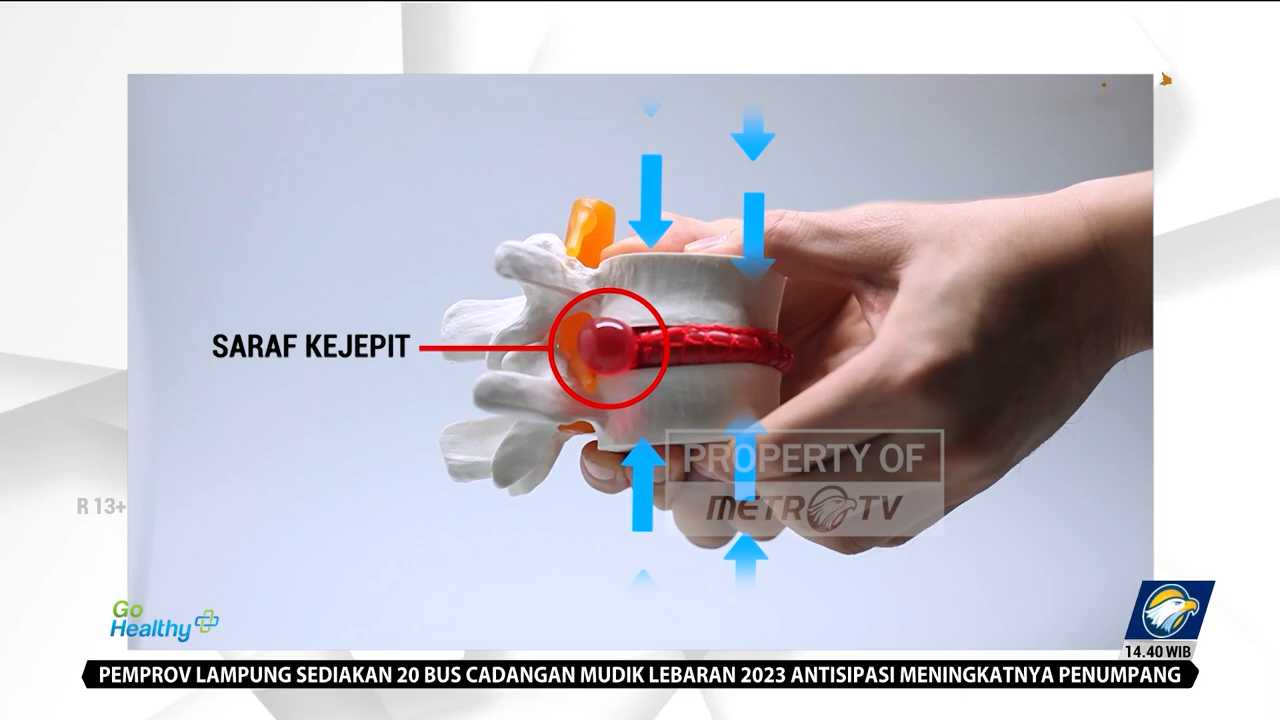 SARAF KEJEPIT
PROPERTY OF
METRO TV
R 13+
Go
Healthy
14.40 WIB
PEMPROV LAMPUNG SEDIAKAN 20 BUS CADANGAN MUDIK LEBARAN 2023 ANTISIPASI MENINGKATNYA PENUMPANG